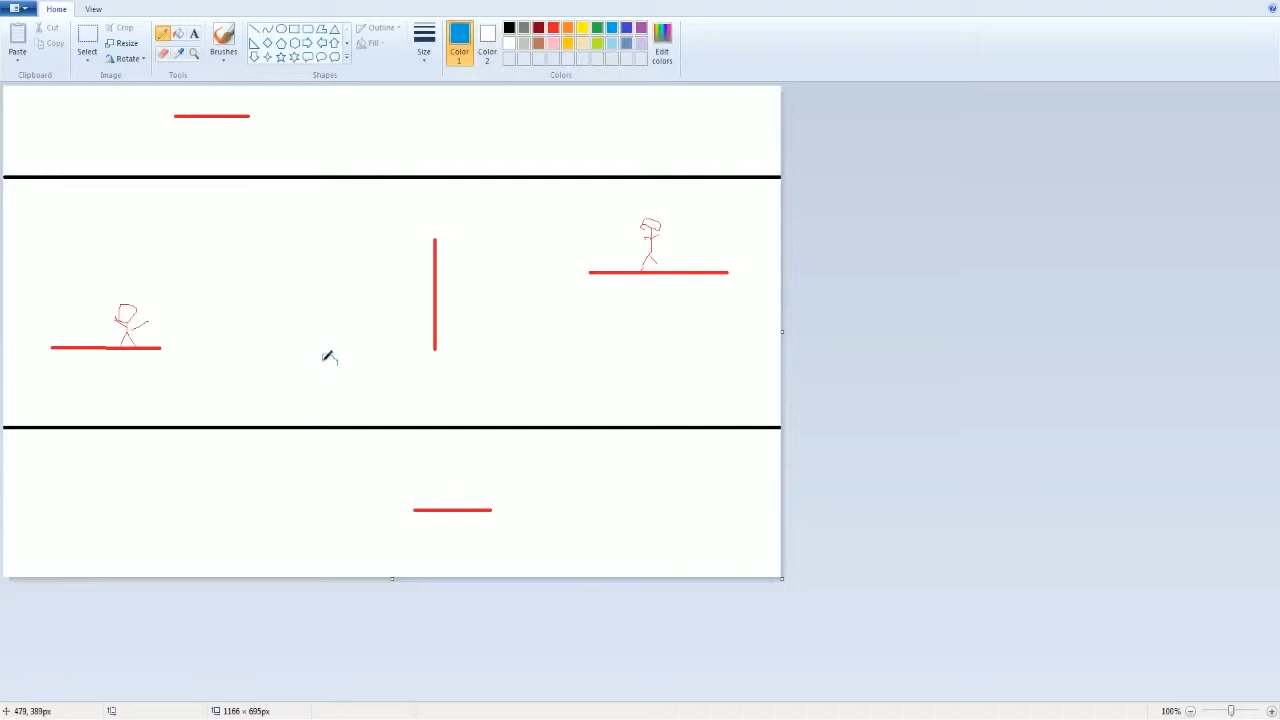 Home View
Paste
Cut
Copy
Clipboard
Select
Crop
Resize
Rotate
Image
A
Tools
Brushes
Outline
Fill
Shapes
Size
Color 1
Color 2
Edit colors
Colors
479, 389px
1166 × 695px
100%